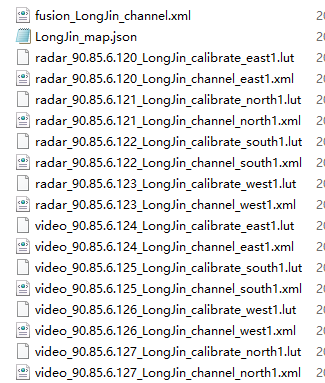 fusion_LongJin_channel.xml
LongJin_map.json
radar_90.85.6.120_LongJin_calibrate_east1.lut
radar_90.85.6.120_LongJin_channel_east1.xml
radar_90.85.6.121_LongJin_calibrate_north1.lut
radar_90.85.6.121_LongJin_channel_north1.xml
radar_90.85.6.122_LongJin_calibrate_south1.lut
radar_90.85.6.122_LongJin_channel_south1.xml
radar_90.85.6.123_LongJin_calibrate_west1.lut
radar_90.85.6.123_LongJin_channel_west1.xml
video_90.85.6.124_LongJin_calibrate_east1.lut
video_90.85.6.124_LongJin_channel_east1.xml
video_90.85.6.125_LongJin_calibrate_south1.lut
video_90.85.6.125_LongJin_channel_south1.xml
video_90.85.6.126_LongJin_calibrate_west1.lut
video_90.85.6.126_LongJin_channel_west1.xml
video_90.85.6.127_LongJin_calibrate_north1.lut
video_90.85.6.127_LongJin_channel_north1.xml